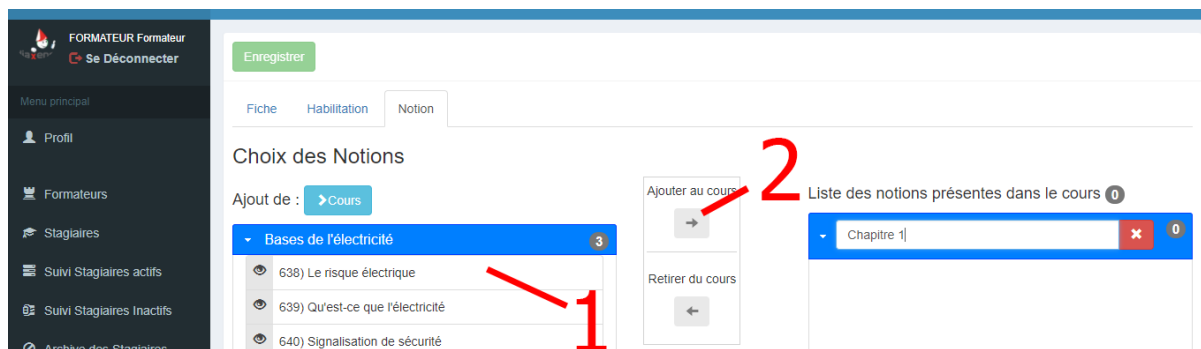 FORMATEUR Formateur
Se Déconnecter
Menu principal
Profil
Formateurs
Stagiaires
Suivi Stagiaires actifs
Suivi Stagiaires Inactifs
Archive des Stagiaires
Enregistrer
Fiche Habilitation Notion
Choix des Notions
Ajout de : Cours
Bases de l'électricité 3
638) Le risque électrique
639) Qu'est-ce que l'électricité
640) Signalisation de sécurité
1
Ajouter au cours
2
Retirer du cours
Liste des notions présentes dans le cours 0
Chapitre 1 0